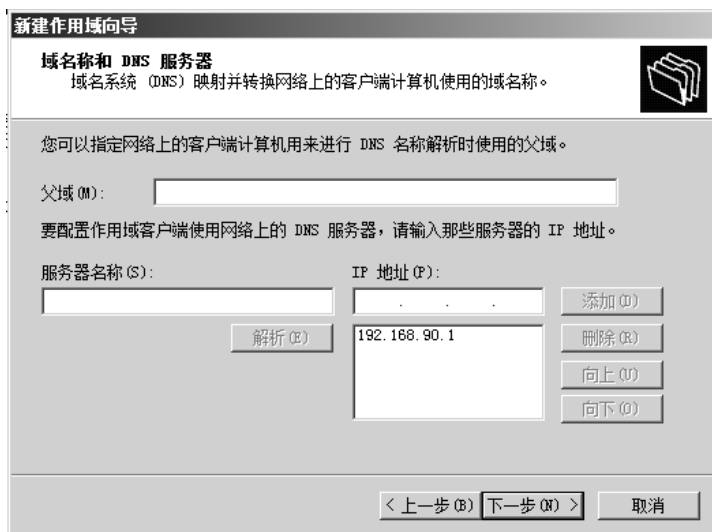 新建作用域向导
域名称和 DNS 服务器
域名系统 (DNS) 映射并转换网络上的客户端计算机使用的域名称。
您可以指定网络上的客户端计算机用来进行 DNS 名称解析时使用的父域。
父域(M):
要配置作用域客户端使用网络上的 DNS 服务器，请输入那些服务器的 IP 地址。
服务器名称(S): IP 地址(P):
. . . 添加(D)
解析(E) 192.168.90.1 删除(R)
向上(U)
向下(O)
< 上一步(B) 下一步(N) > 取消